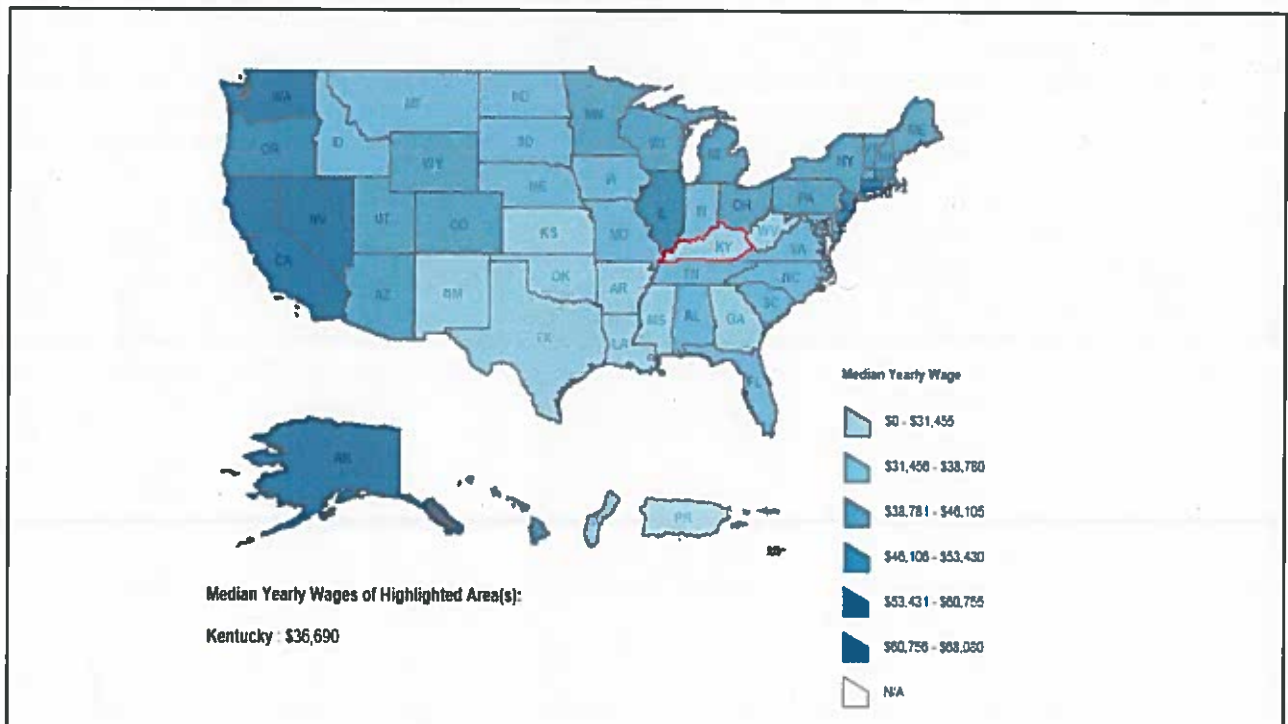 WA
MT
ND
MN
OR
ID
SD
WI
MI
ME
WY
NY
NV
UT
CO
NE
IA
IL
IN
OH
PA
CA
KS
MO
KY
WV
VA
AZ
NM
OK
AR
TN
NC
SC
TX
LA
MS
AL
GA
FL
AK
PR
Median Yearly Wage
$0 - $31,455
$31,456 - $38,780
$38,781 - $46,105
$46,106 - $53,430
$53,431 - $60,755
$60,756 - $68,080
N/A
Median Yearly Wages of Highlighted Area(s):
Kentucky : $36,690